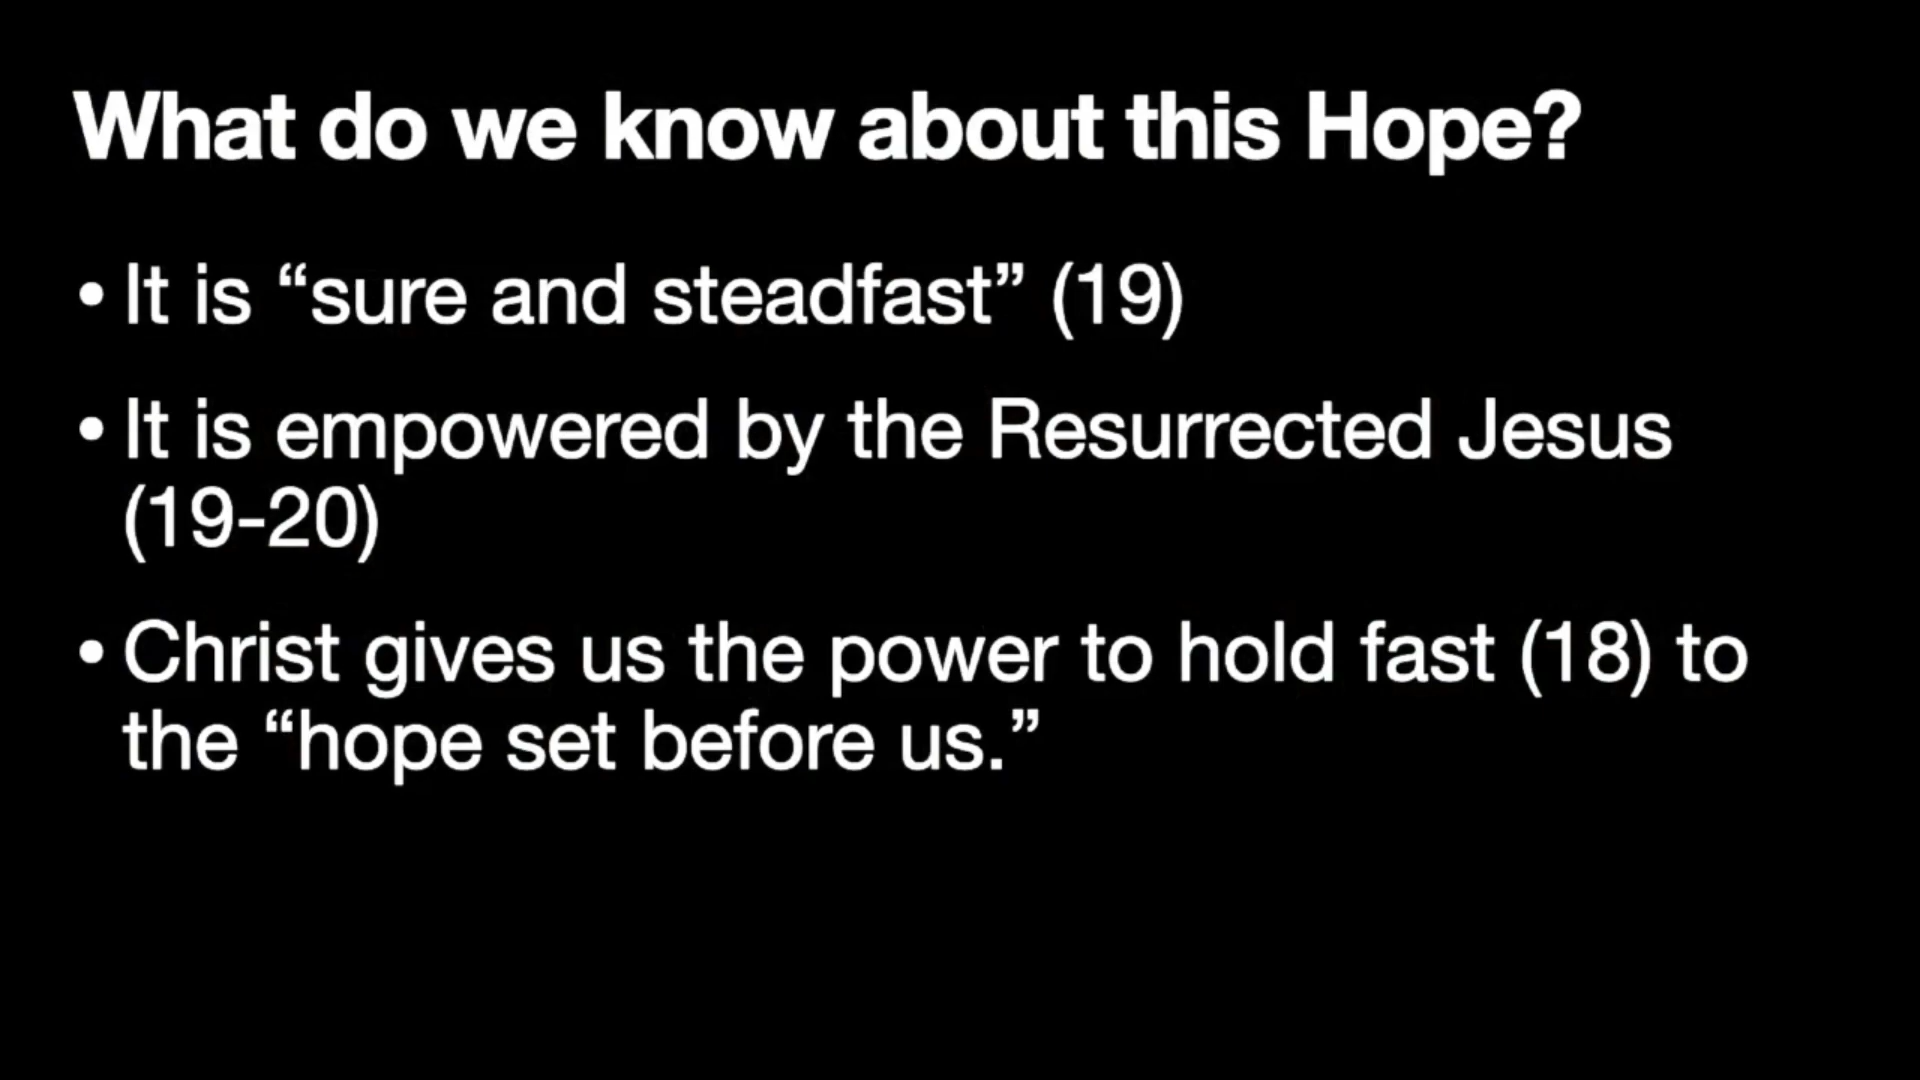 What do we know about this Hope?
• It is “sure and steadfast” (19)
• It is empowered by the Resurrected Jesus
(19-20)
• Christ gives us the power to hold fast (18) to
the “hope set before us.”